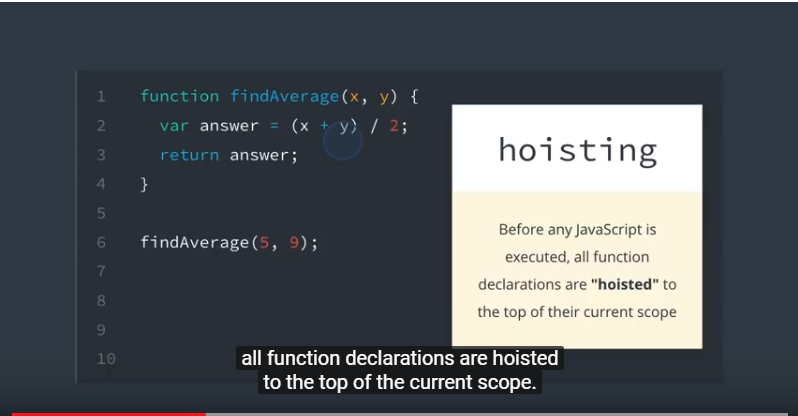 1 function findAverage(x, y) {
2 var answer = (x + y) / 2;
3 return answer;
4 }
5
6 findAverage(5, 9);
7
8
9
10
hoisting
Before any JavaScript is
executed, all function
declarations are "hoisted" to
the top of their current scope
all function declarations are hoisted
to the top of the current scope.